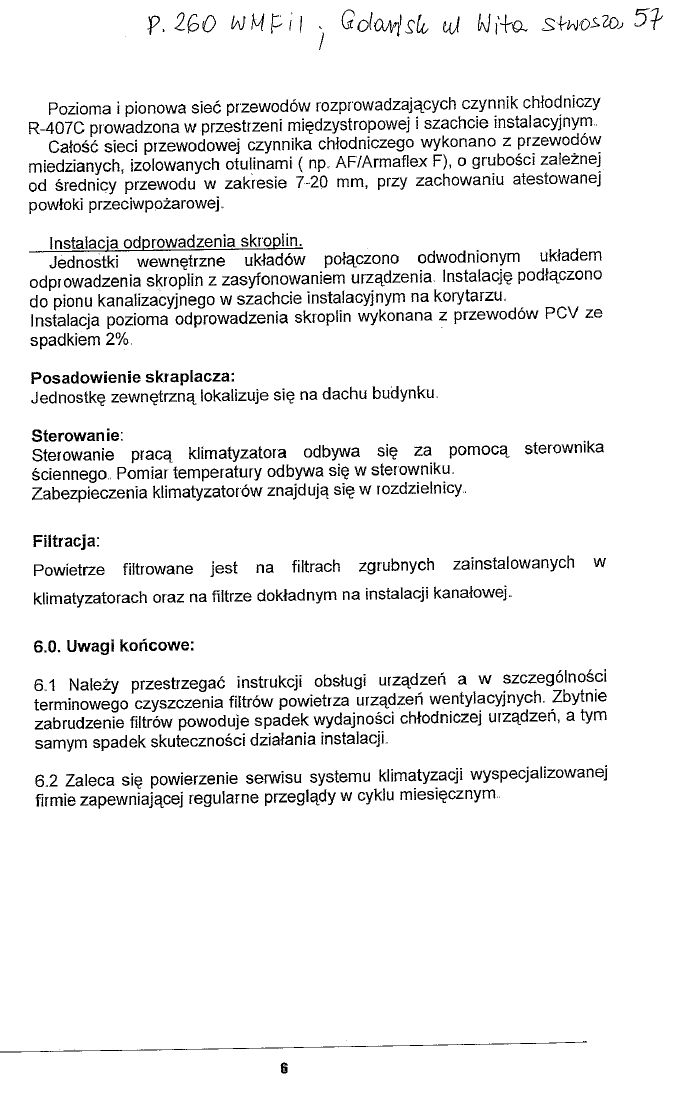 p. 260 WMFiI ; Gdańsk ul Wita stwosza 57
Pozioma i pionowa sieć przewodów rozprowadzających czynnik chłodniczy
R-407C prowadzona w przestrzeni międzystropowej i szachcie instalacyjnym.
Całość sieci przewodowej czynnika chłodniczego wykonano z przewodów
miedzianych, izolowanych otulinami ( np. AF/Armaflex F), o grubości zależnej
od średnicy przewodu w zakresie 7-20 mm, przy zachowaniu atestowanej
powłoki przeciwpożarowej.
Instalacja odprowadzenia skroplin.
Jednostki wewnętrzne układów połączono odwodnionym układem
odprowadzenia skroplin z zasyfonowaniem urządzenia. Instalację podłączono
do pionu kanalizacyjnego w szachcie instalacyjnym na korytarzu.
Instalacja pozioma odprowadzenia skroplin wykonana z przewodów PCV ze
spadkiem 2%.
Posadowienie skraplacza:
Jednostkę zewnętrzną lokalizuje się na dachu budynku.
Sterowanie:
Sterowanie pracą klimatyzatora odbywa się za pomocą sterownika
ściennego. Pomiar temperatury odbywa się w sterowniku.
Zabezpieczenia klimatyzatorów znajdują się w rozdzielnicy.
Filtracja:
Powietrze filtrowane jest na filtrach zgrubnych zainstalowanych w
klimatyzatorach oraz na filtrze dokładnym na instalacji kanałowej.
6.0. Uwagi końcowe:
6.1 Należy przestrzegać instrukcji obsługi urządzeń a w szczególności
terminowego czyszczenia filtrów powietrza urządzeń wentylacyjnych. Zbytnie
zabrudzenie filtrów powoduje spadek wydajności chłodniczej urządzeń, a tym
samym spadek skuteczności działania instalacji.
6.2 Zaleca się powierzenie serwisu systemu klimatyzacji wyspecjalizowanej
firmie zapewniającej regularne przeglądy w cyklu miesięcznym.
6